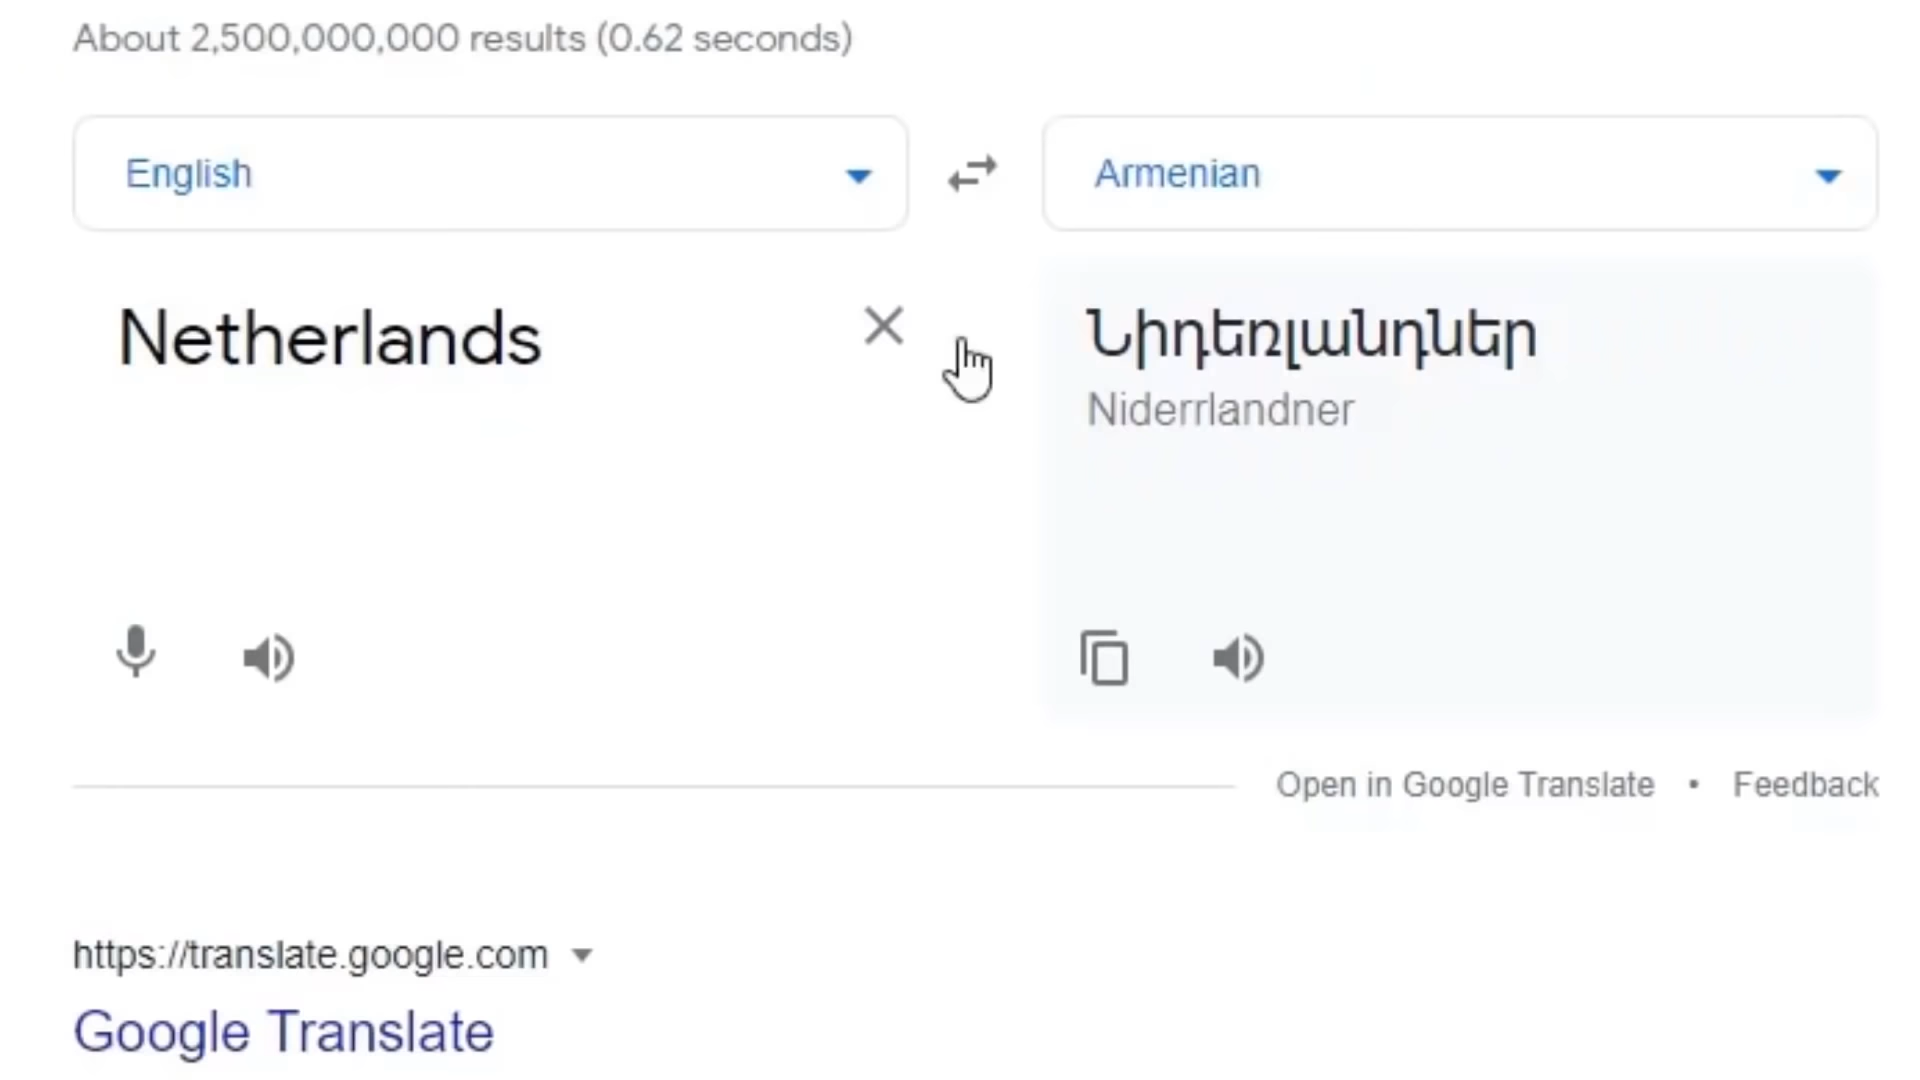 About 2,500,000,000 results (0.62 seconds)
English
Armenian
Netherlands
Նիդեռլանդներ
Niderrlandner
Open in Google Translate • Feedback
https://translate.google.com
Google Translate